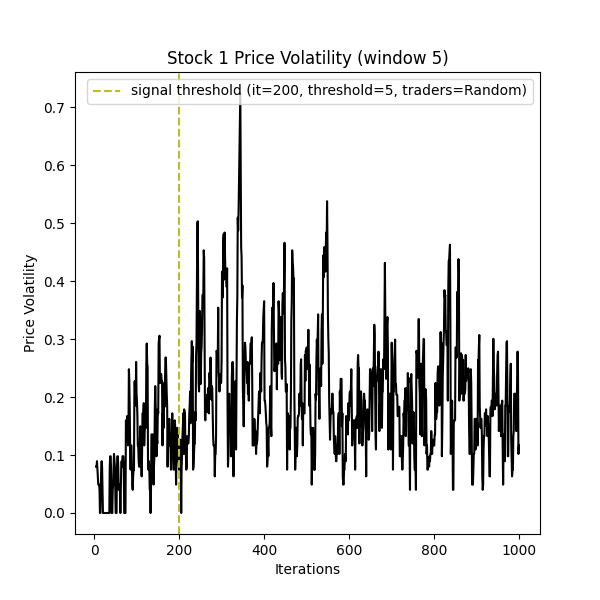 Stock 1 Price Volatility (window 5)
signal threshold (it=200, threshold=5, traders=Random)
0.7
0.6
0.5
0.4
0.3
0.2
0.1
0.0
Price Volatility
0 200 400 600 800 1000
Iterations